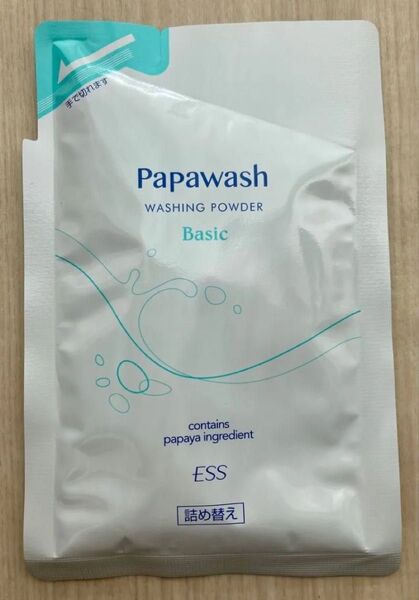 手で切れます
Papawash
WASHING POWDER
Basic
contains
papaya ingredient
ESS
詰め替え